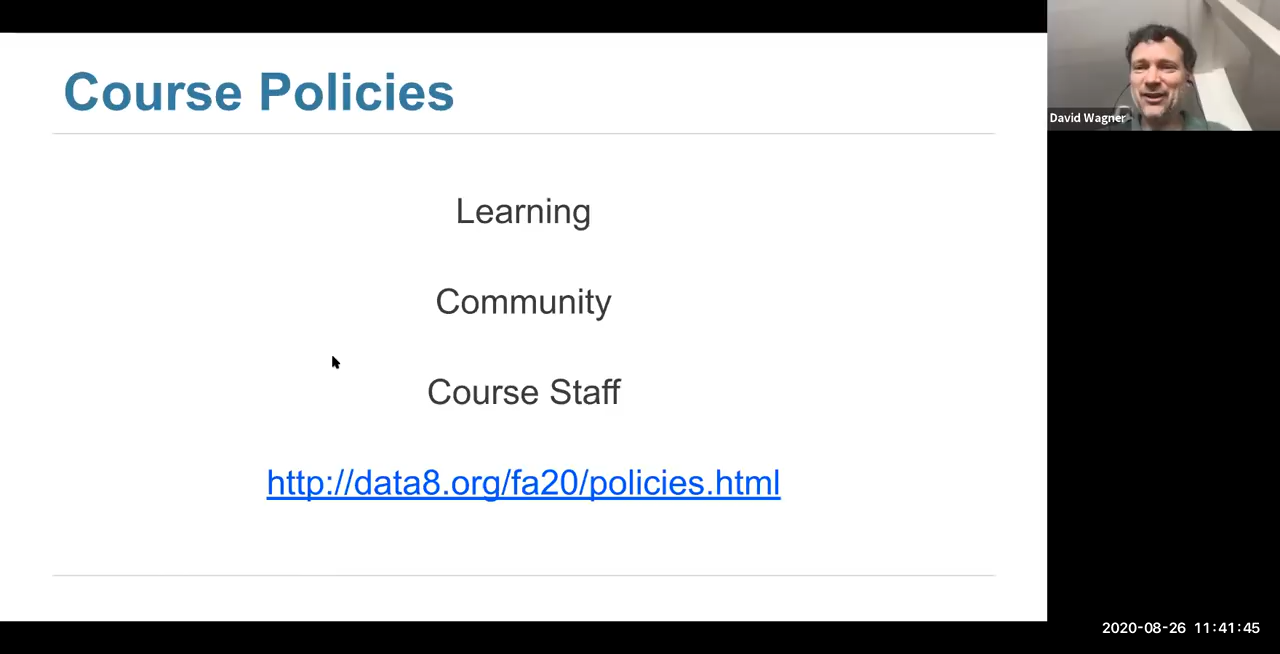 Course Policies
David Wagner
Learning
Community
Course Staff
http://data8.org/fa20/policies.html
2020-08-26 11:41:45